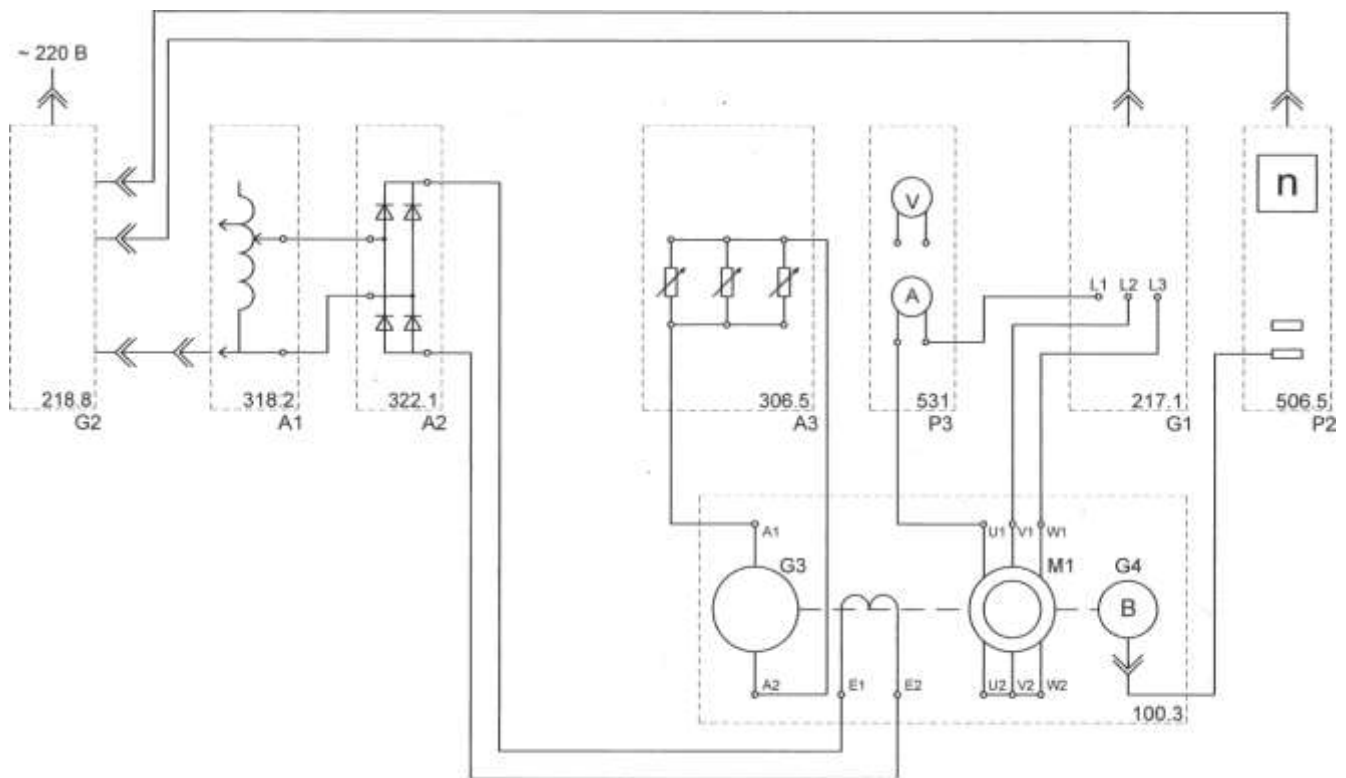 ~ 220 В
n
V
A
L1 L2 L3
218.8
G2
318.2
A1
322.1
A2
306.5
A3
531
P3
217.1
G1
506.5
P2
A1
U1 V1 W1
G3
M1
G4
B
A2
E1
E2
U2 V2 W2
100.3